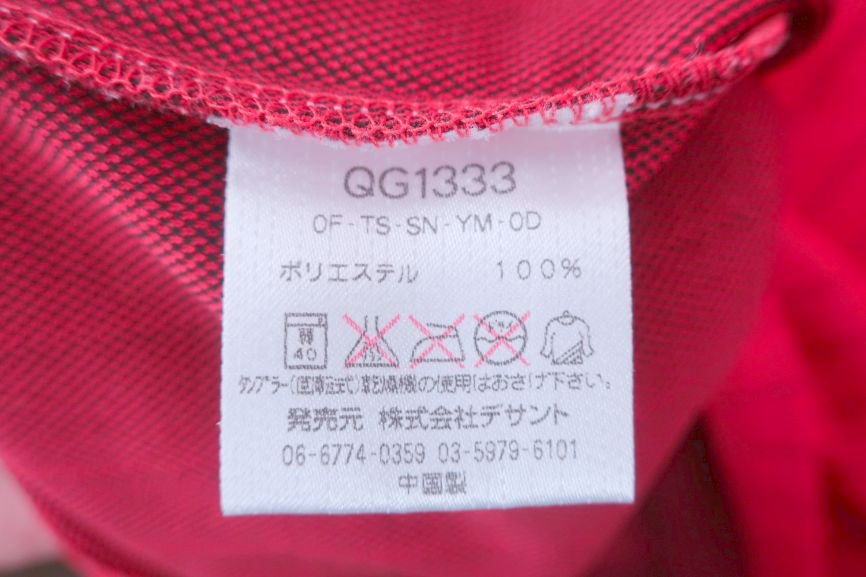 QG1333
OF-TS-SN-YM-OD
ポリエステル 100%
弱 40
タンブラー(回転式)乾燥機の使用はおさけ下さい。
発売元 株式会社デサント
06-6774-0359 03-5979-6101
中国製